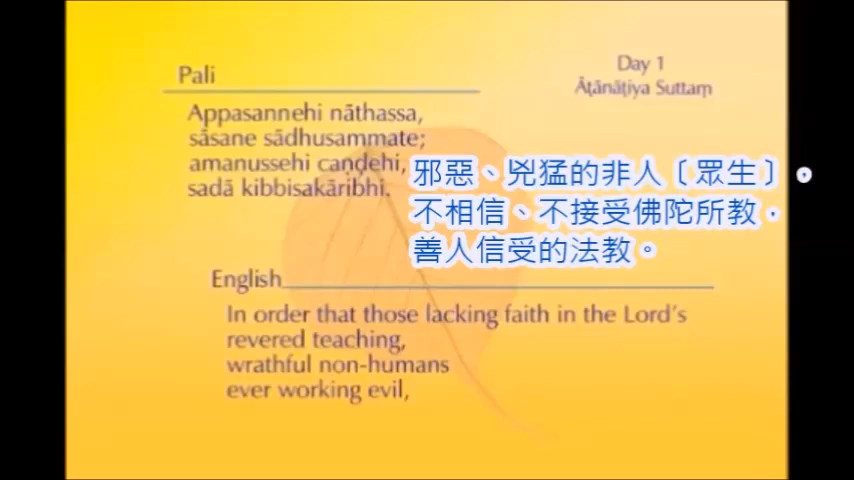 Pali
Day 1
Āṭānāṭiya Suttaṃ
Appasannehi nāthassa,
sāsane sādhusammate;
amanussehi caṇḍehi,
sadā kibbisakāribhi.
邪惡、兇猛的非人〔眾生〕，
不相信、不接受佛陀所教，
善人信受的法教。
English
In order that those lacking faith in the Lord's
revered teaching,
wrathful non-humans
ever working evil,